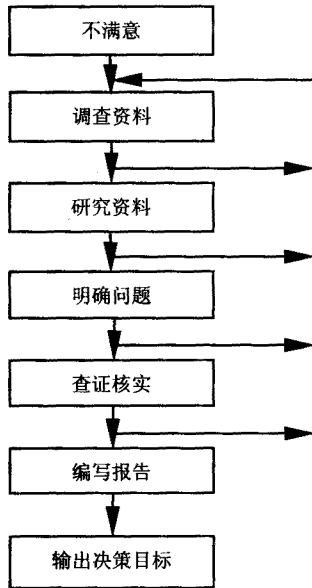 不满意
调查资料
研究资料
明确问题
查证核实
编写报告
输出决策目标